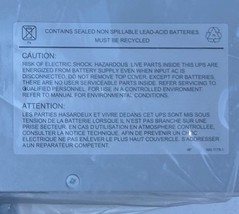 CONTAINS SEALED NON SPILLABLE LEAD-ACID BATTERIES.
MUST BE RECYCLED
CAUTION:
RISK OF ELECTRIC SHOCK, HAZARDOUS LIVE PARTS INSIDE THIS UPS ARE
ENERGIZED FROM BATTERY SUPPLY EVEN WHEN INPUT AC IS
DISCONNECTED, DO NOT REMOVE TOP COVER, EXCEPT FOR BATTERIES,
THERE ARE NO USER SERVICEABLE PARTS INSIDE, REFER SERVICING TO
QUALIFIED PERSONNEL, FOR USE IN A CONTROLLED ENVIRONMENT
REFER TO MANUAL FOR ENVIRONMENTAL CONDITIONS.
ATTENTION:
LES PARTIES HASARDEUX ET VIVRE DEDANS CET UPS SONT MIS SOUS
TENSION DE LA BATTERIE LORSQUE IL N'EST PAS BRANCHE SUR UNE
PRISE SECTEUR. EN CAS D'UTILISATION EN ATMOSPHERE CONTROLEE,
CONSULTER LA NOTICE TECHNIQUE, AFIN DE PREVENIR UN CHOC
ELECTRIQUE NE PAS ENLEVER LE PLUS HAUT COUVERCLE. S'ADRESSER
A UN REPARATEUR COMPETENT.